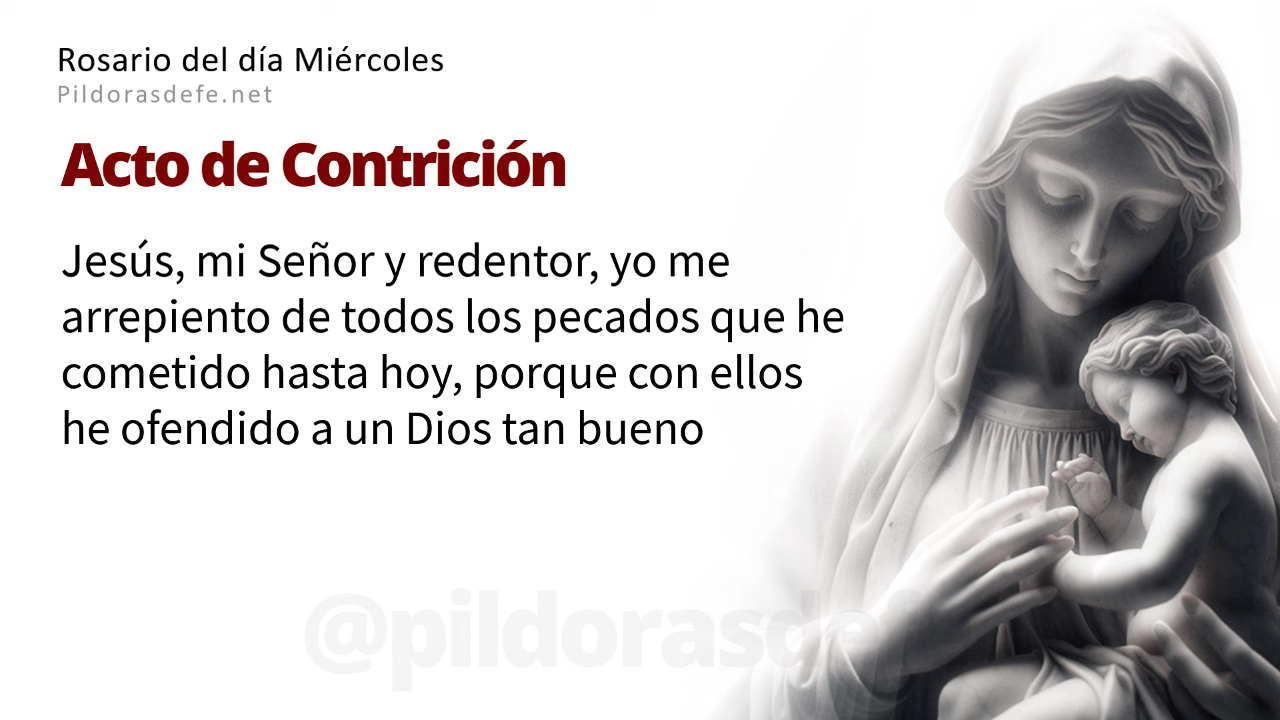 Rosario del día Miércoles
Pildorasdefe.net
Acto de Contrición
Jesús, mi Señor y redentor, yo me
arrepiento de todos los pecados que he
cometido hasta hoy, porque con ellos
he ofendido a un Dios tan bueno
@pildorasdef